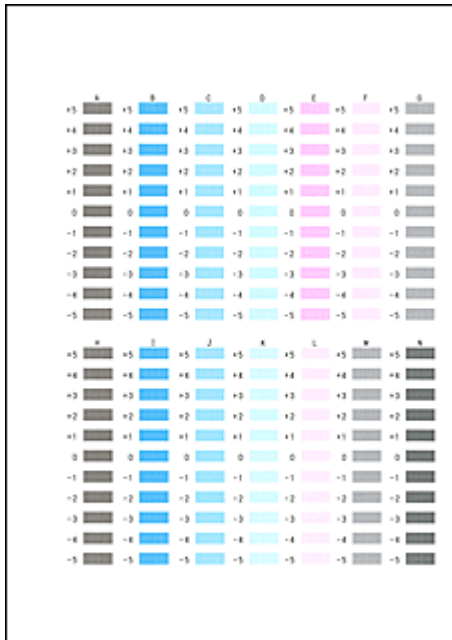 A B C D E F G
+5 +5 +5 +5 +5 +5 +5
+4 +4 +4 +4 +4 +4 +4
+3 +3 +3 +3 +3 +3 +3
+2 +2 +2 +2 +2 +2 +2
+1 +1 +1 +1 +1 +1 +1
0 0 0 0 0 0 0
-1 -1 -1 -1 -1 -1 -1
-2 -2 -2 -2 -2 -2 -2
-3 -3 -3 -3 -3 -3 -3
-4 -4 -4 -4 -4 -4 -4
-5 -5 -5 -5 -5 -5 -5
H I J K L M N
+5 +5 +5 +5 +5 +5 +5
+4 +4 +4 +4 +4 +4 +4
+3 +3 +3 +3 +3 +3 +3
+2 +2 +2 +2 +2 +2 +2
+1 +1 +1 +1 +1 +1 +1
0 0 0 0 0 0 0
-1 -1 -1 -1 -1 -1 -1
-2 -2 -2 -2 -2 -2 -2
-3 -3 -3 -3 -3 -3 -3
-4 -4 -4 -4 -4 -4 -4
-5 -5 -5 -5 -5 -5 -5